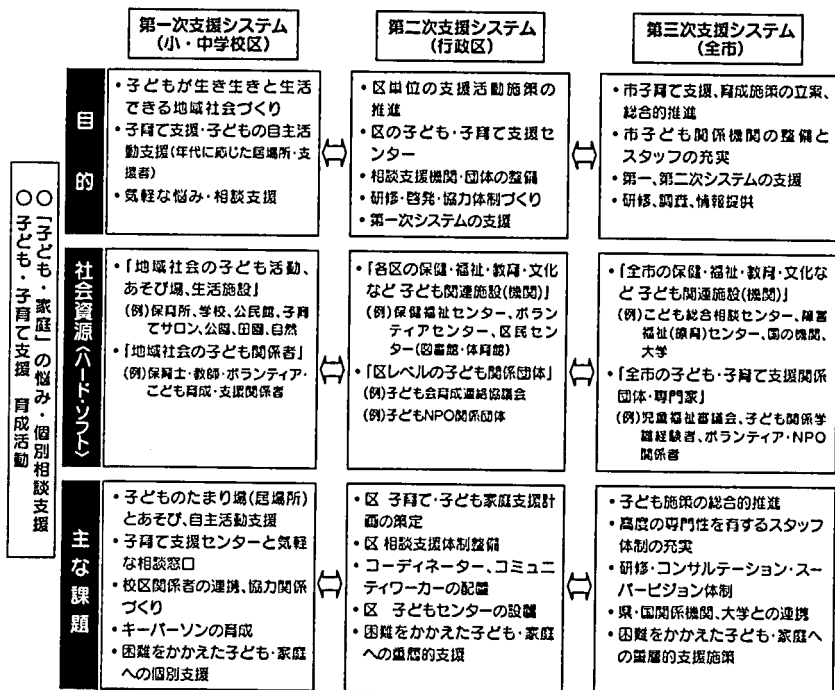 第一次支援システム
(小・中学校区)
第二次支援システム
(行政区)
第三次支援システム
(全市)
○「子ども・家庭」の悩み・個別相談支援
○ 子ども・子育て支援 育成活動
目的
・子どもが生き生きと生活
できる地域社会づくり
・子育て支援・子どもの自主活
動支援(年代に応じた居場所・支
援者)
・気軽な悩み・相談支援
・区単位の支援活動施策の
推進
・区の子ども・子育て支援セ
ンター
・相談支援機関・団体の整備
・研修・啓発・協力体制づくり
・第一次システムの支援
・市子育て支援、育成施策の立案、
総合的推進
・市子ども関係機関の整備と
スタッフの充実
・第一、第二次システムの支援
・研修、調査、情報提供
社会資源(ハード・ソフト)
・「地域社会の子ども活動、
あそび場、生活施設」
(例)保育所、学校、公民館、子育
てサロン、公園、田園、自然
・「地域社会の子ども関係者」
(例)保育士・教師・ボランティア・
こども育成・支援関係者
・「各区の保健・福祉・教育・文化
など子ども関連施設(機関)」
(例)保健福祉センター、ボラン
ティアセンター、区民セン
ター(図書館・体育館)
・「区レベルの子ども関係団体」
(例)子ども会育成連絡協議会
(例)子どもNPO関係団体
・「全市の保健・福祉・教育・文化な
ど子ども関連施設(機関)」
(例)こども総合相談センター、障害
福祉(療育)センター、国の機関、
大学
・「全市の子ども・子育て支援関係
団体・専門家」
(例)児童福祉審議会、子ども関係学
識経験者、ボランティア・NPO
関係者
主な課題
・子どものたまり場(居場所)
とあそび、自主活動支援
・子育て支援センターと気軽
な相談窓口
・校区関係者の連携、協力関係
づくり
・キーパーソンの育成
・困難をかかえた子ども・家庭
への個別支援
・区 子育て・子ども家庭支援計
画の策定
・区 相談支援体制整備
・コーディネーター、コミュニ
ティワーカーの配置
・区 子どもセンターの設置
・困難をかかえた子ども・家庭
への重層的支援
・子ども施策の総合的推進
・高度の専門性を有するスタッフ
体制の充実
・研修・コンサルテーション・スー
パービジョン体制
・県・国関係機関、大学との連携
・困難をかかえた子ども・家庭へ
の重層的支援施策